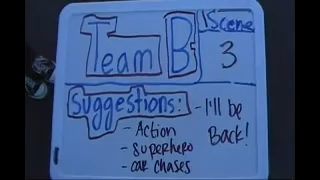 Team B
Scene
3
Suggestions:
- Action
- Superhero
- car chases
- I'll be
Back!